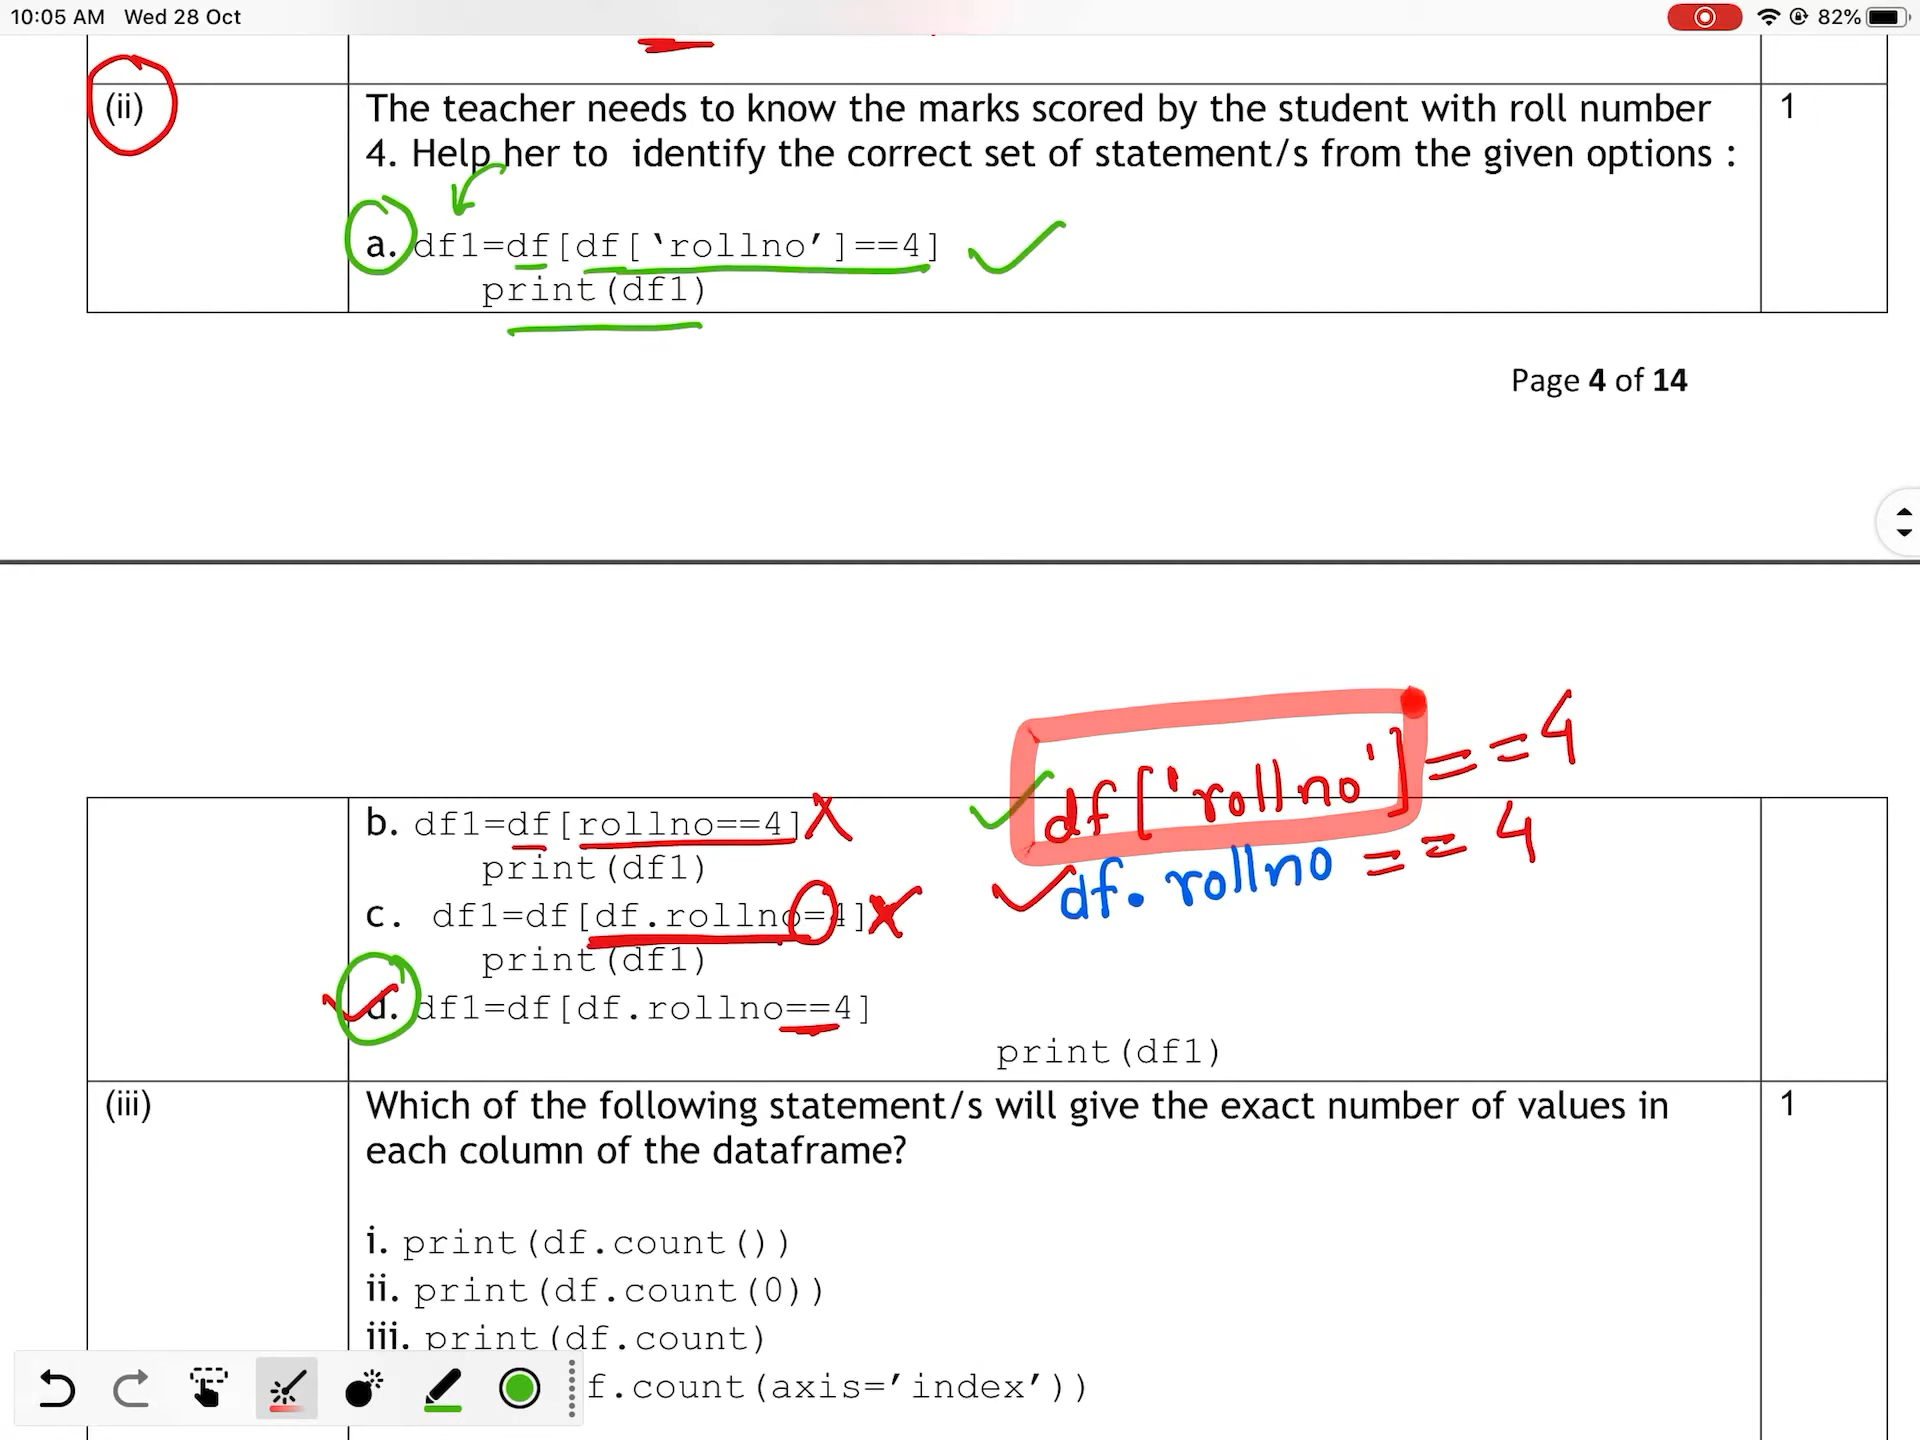 10:05 AM Wed 28 Oct
82%
(ii)
The teacher needs to know the marks scored by the student with roll number
1
4. Help her to identify the correct set of statement/s from the given options :
a. df1=df[df[‘rollno’]==4]
print(df1)
Page 4 of 14
df['rollno']==4
b. df1=df[rollno==4]
print(df1)
df.rollno == 4
c. df1=df[df.rollno=4]
print(df1)
d. df1=df[df.rollno==4]
print(df1)
(iii)
Which of the following statement/s will give the exact number of values in
1
each column of the dataframe?
i. print(df.count())
ii. print(df.count(0))
iii. print(df.count)
f.count(axis=’index’))